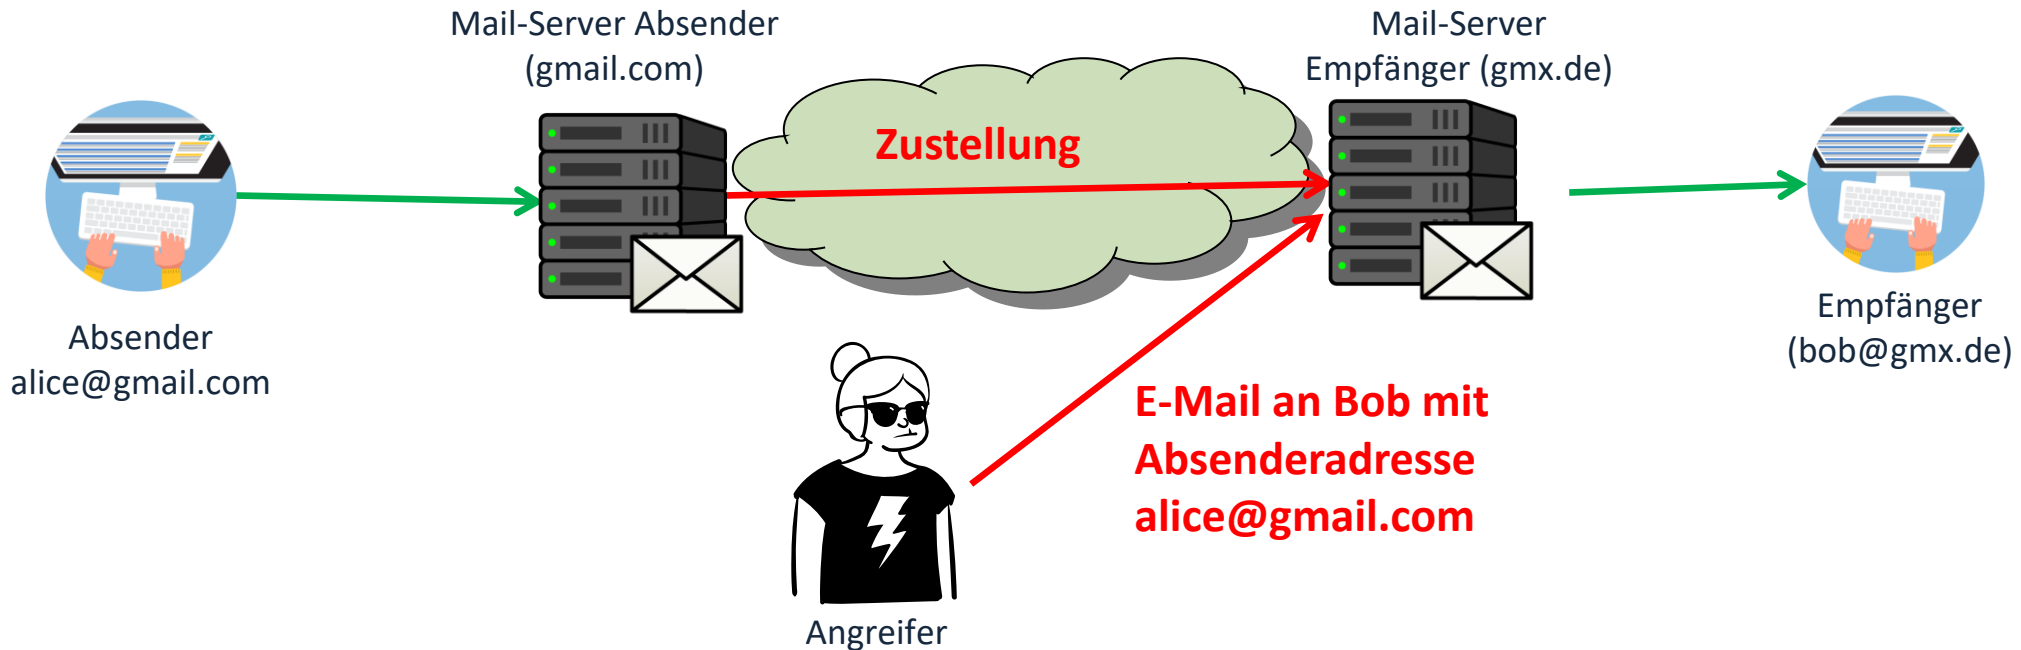 Mail-Server Absender
(gmail.com)
Mail-Server
Empfänger (gmx.de)
Zustellung
Absender
alice@gmail.com
Empfänger
(bob@gmx.de)
E-Mail an Bob mit
Absenderadresse
alice@gmail.com
Angreifer